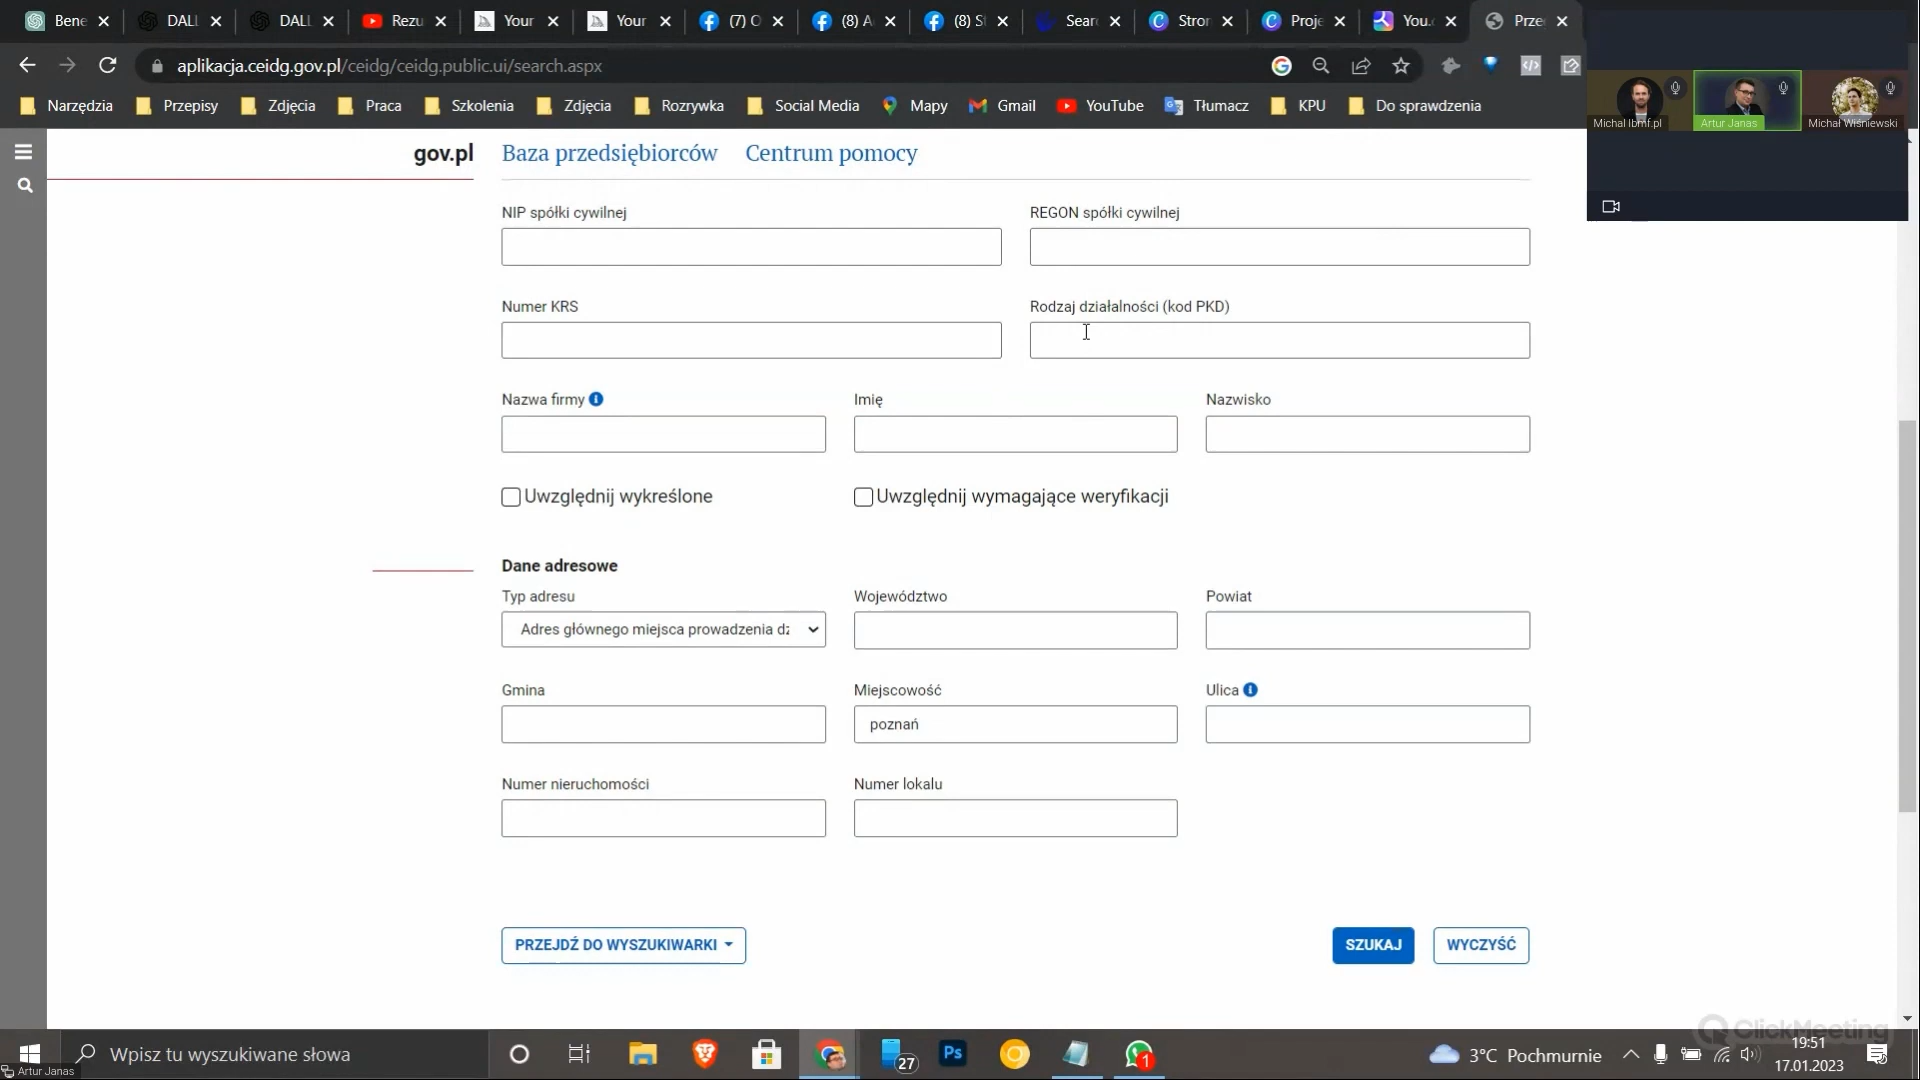 Bene
DALL
DALL
Rezu
Your
Your
(7) O
(8) A
(8) S
Sear
Stro
Proje
You.
Prze
aplikacja.ceidg.gov.pl/ceidg/ceidg.public.ui/search.aspx
Narzędzia
Przepisy
Zdjęcia
Praca
Szkolenia
Zdjęcia
Rozrywka
Social Media
Mapy
Gmail
YouTube
Tłumacz
KPU
Do sprawdzenia
Michal Ibmf.pl
Artur Janas
Michał Wiśniewski
gov.pl
Baza przedsiębiorców
Centrum pomocy
NIP spółki cywilnej
REGON spółki cywilnej
Numer KRS
Rodzaj działalności (kod PKD)
Nazwa firmy
Imię
Nazwisko
Uwzględnij wykreślone
Uwzględnij wymagające weryfikacji
Dane adresowe
Typ adresu
Województwo
Powiat
Adres głównego miejsca prowadzenia dz
Gmina
Miejscowość
Ulica
poznań
Numer nieruchomości
Numer lokalu
PRZEJDŹ DO WYSZUKIWARKI
SZUKAJ
WYCZYŚĆ
ClickMeeting
Wpisz tu wyszukiwane słowa
27
Ps
1
3°C Pochmurnie
19:51
17.01.2023
Artur Janas